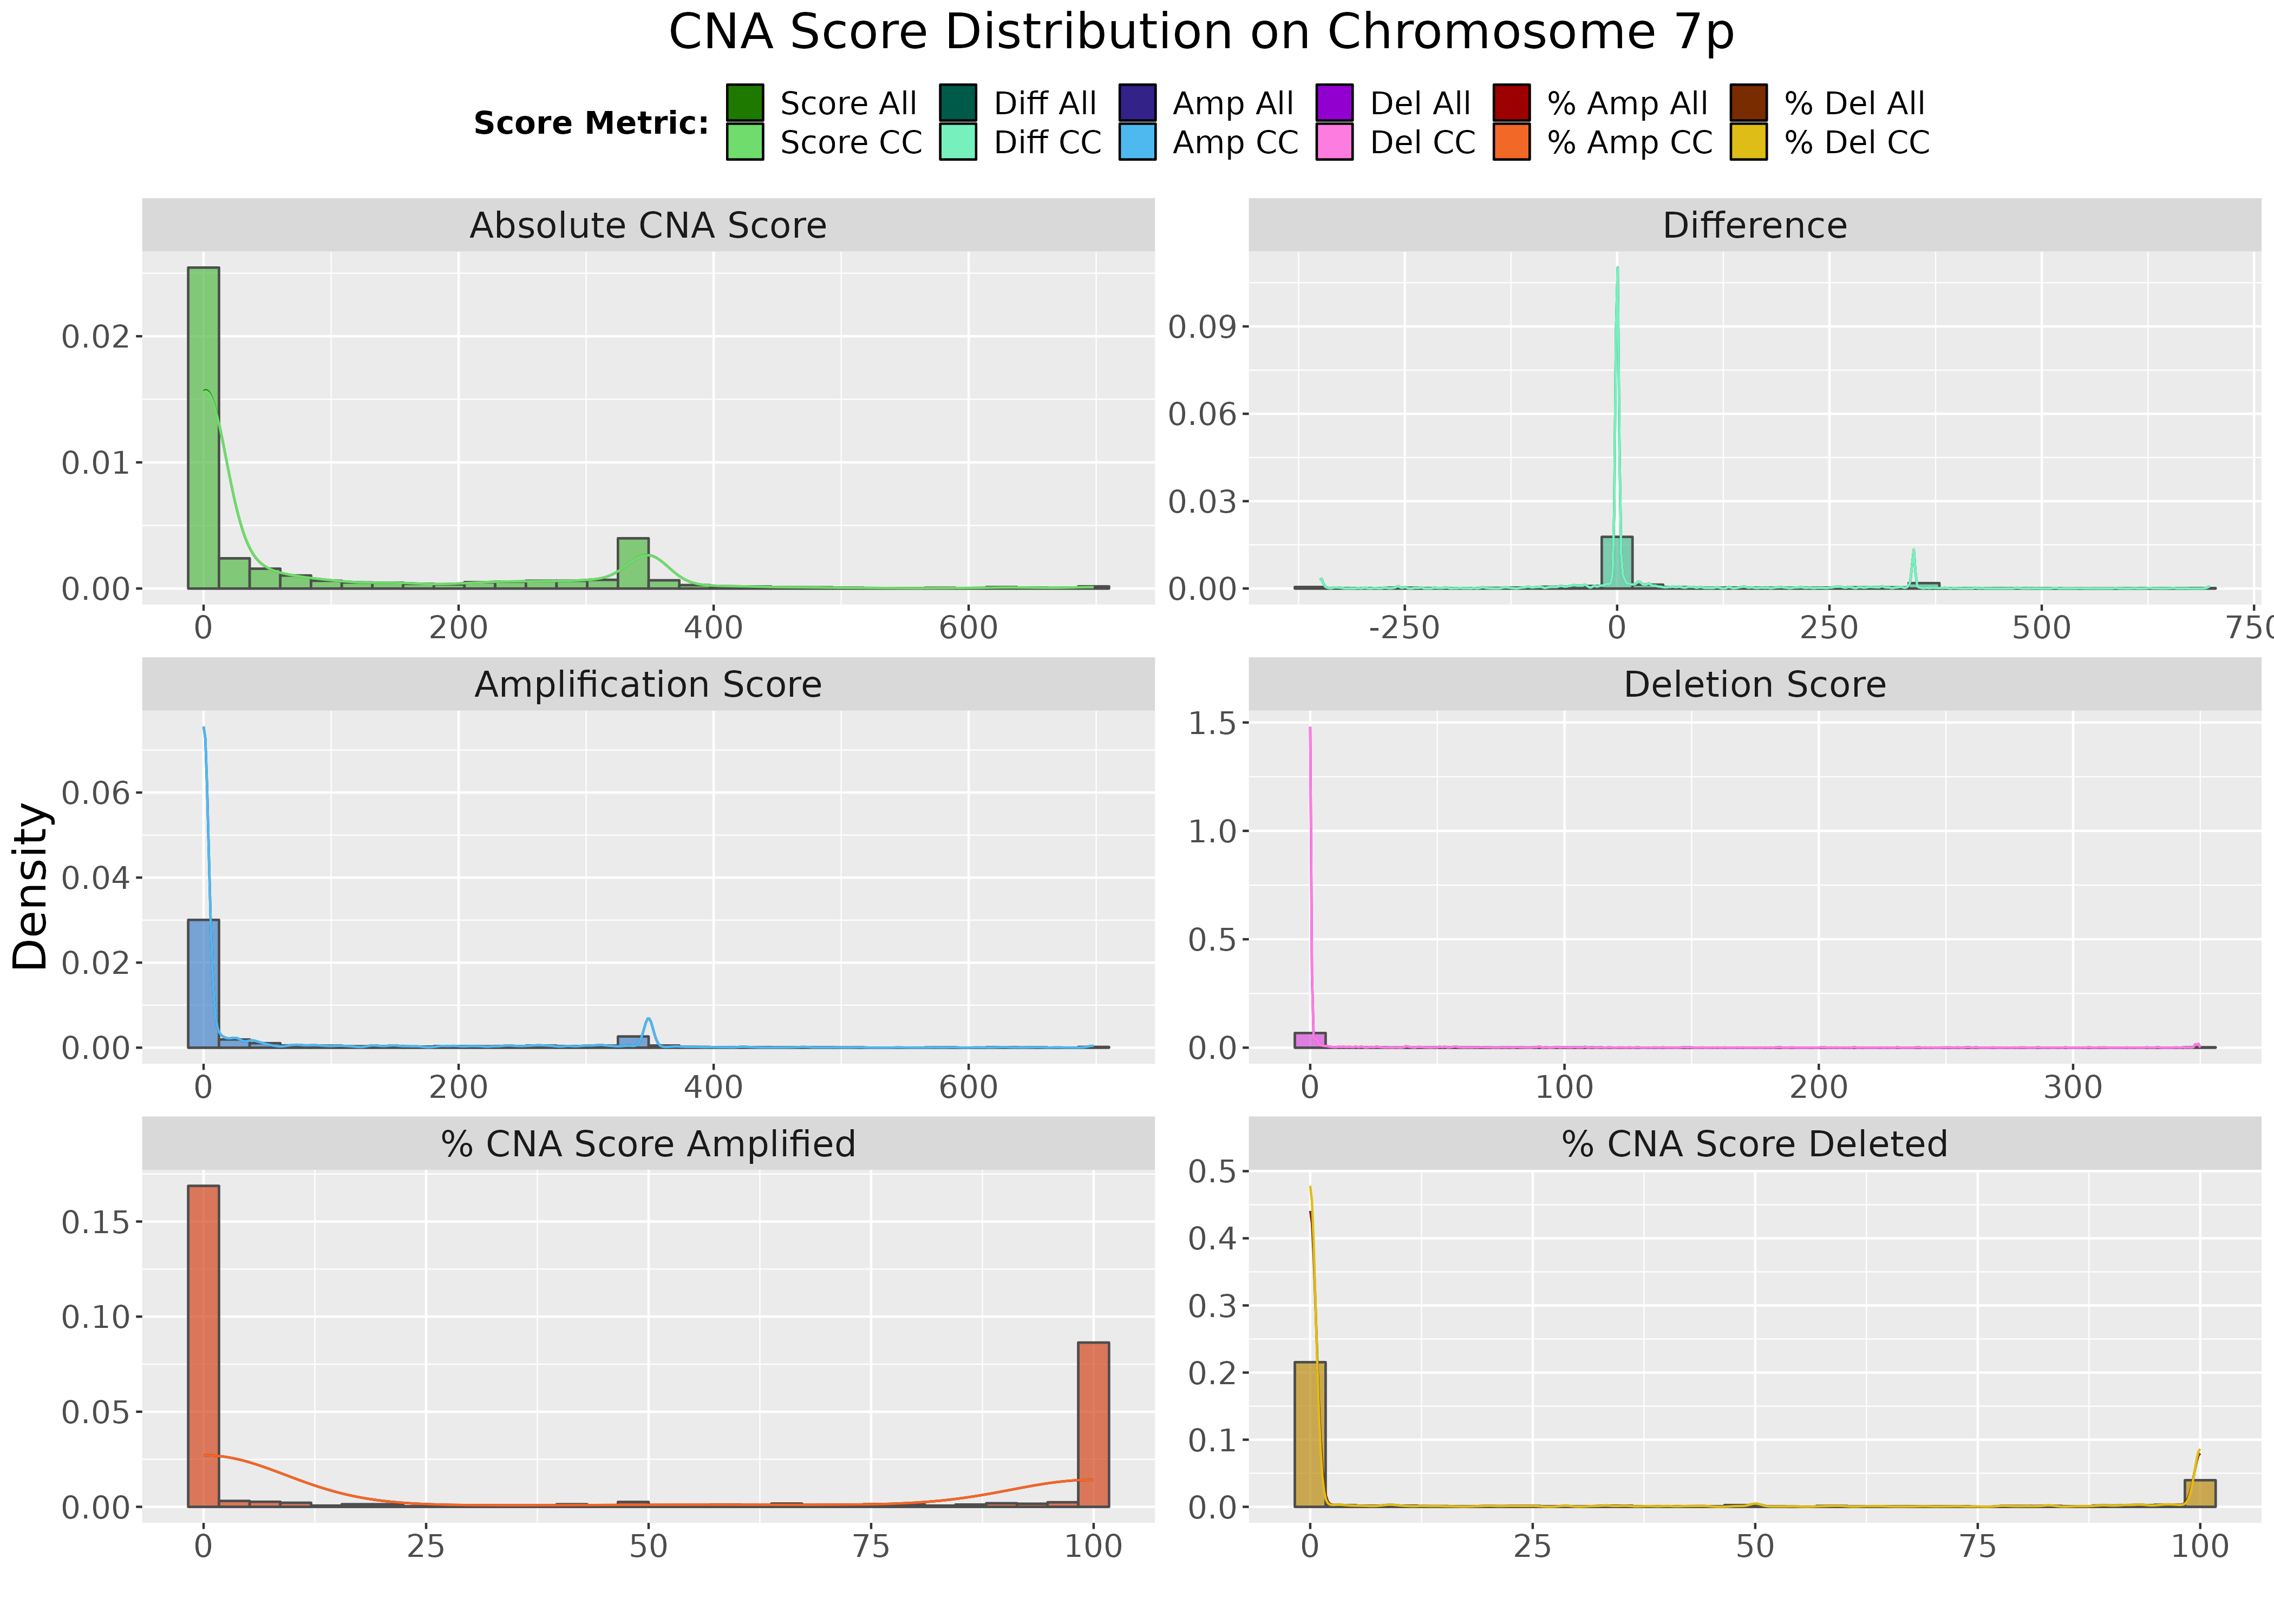 CNA Score Distribution on Chromosome 7p
Score Metric:
Score All Diff All Amp All Del All % Amp All % Del All
Score CC Diff CC Amp CC Del CC % Amp CC % Del CC
Absolute CNA Score Difference
0.02
0.01
0.00
0 200 400 600
0.09
0.06
0.03
0.00
-250 0 250 500 750
Amplification Score Deletion Score
Density
0.06
0.04
0.02
0.00
0 200 400 600
1.5
1.0
0.5
0.0
0 100 200 300
% CNA Score Amplified % CNA Score Deleted
0.15
0.10
0.05
0.00
0 25 50 75 100
0.5
0.4
0.3
0.2
0.1
0.0
0 25 50 75 100